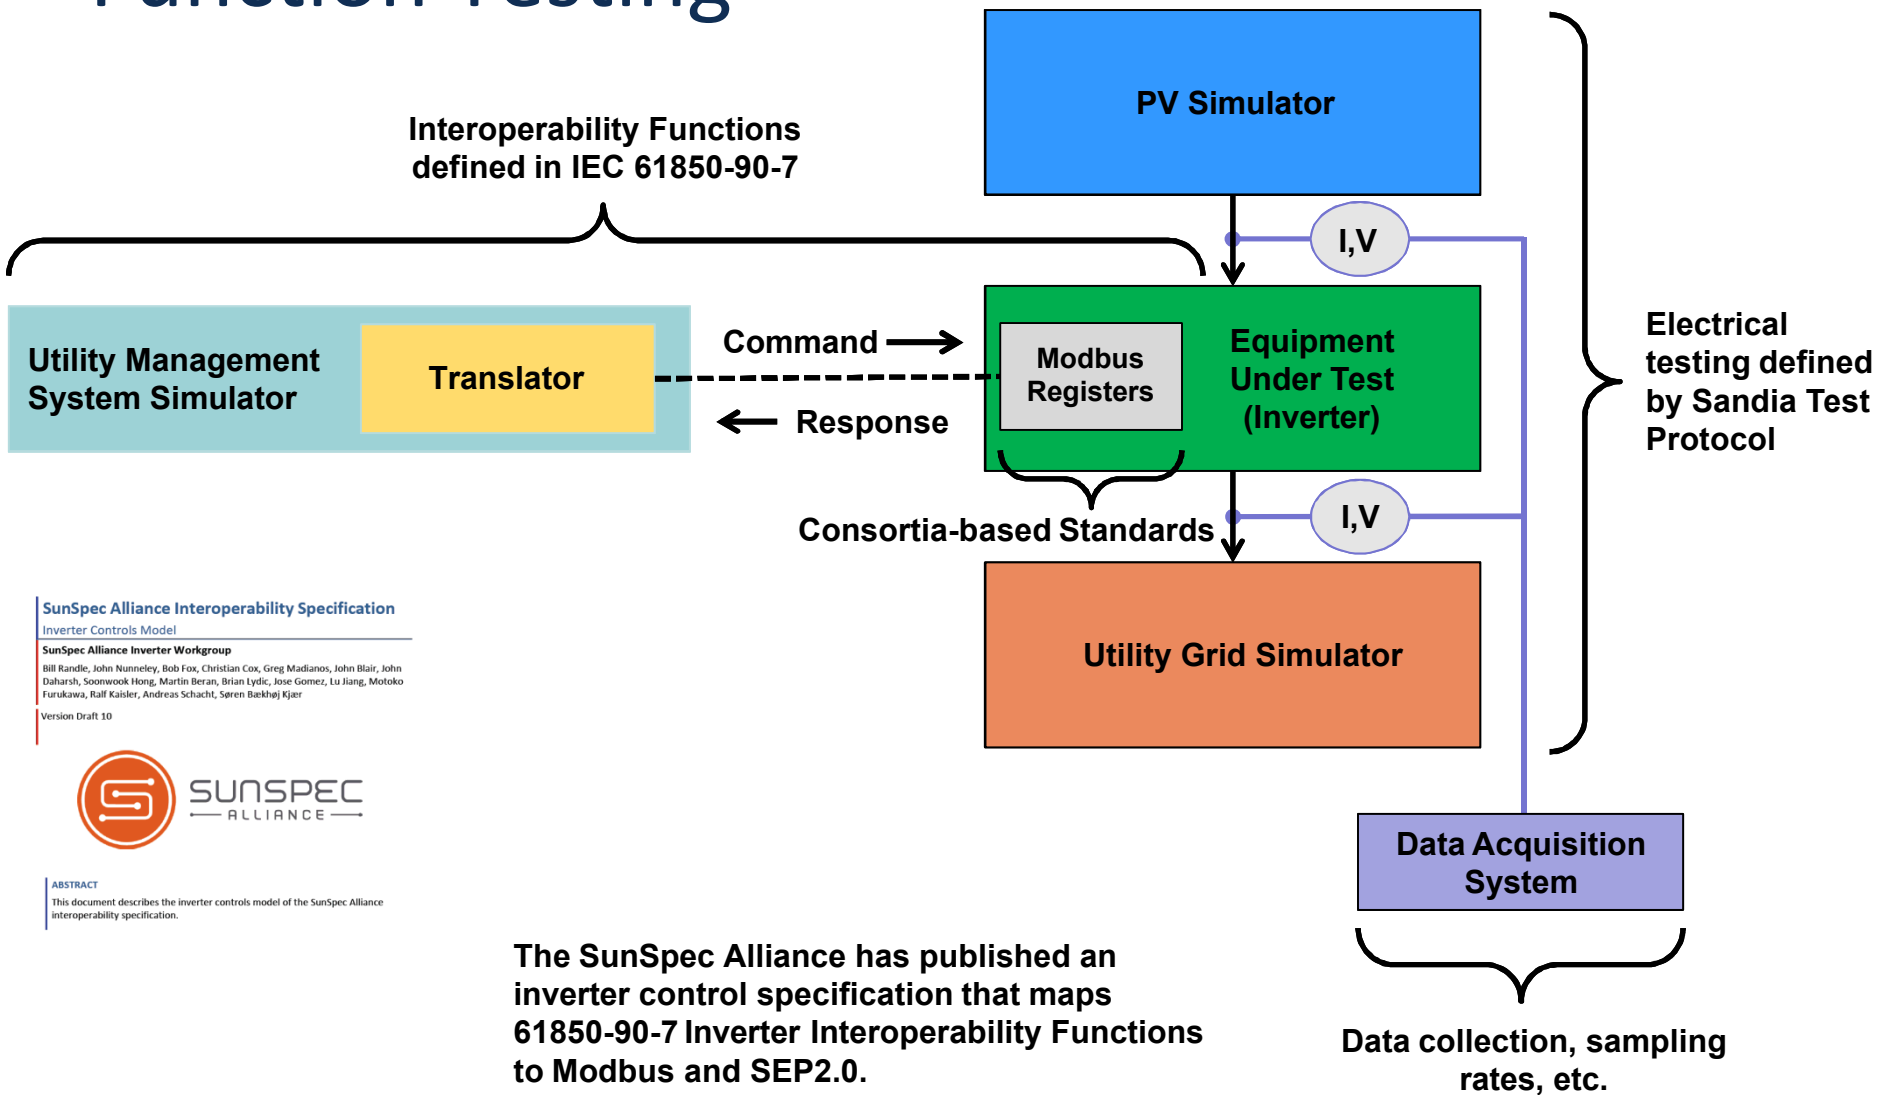 Function Testing
PV Simulator
Interoperability Functions
defined in IEC 61850-90-7
I,V
Utility Management
System Simulator
Translator
Command
Response
Modbus
Registers
Equipment
Under Test
(Inverter)
Electrical
testing defined
by Sandia Test
Protocol
Consortia-based Standards
I,V
Utility Grid Simulator
SunSpec Alliance Interoperability Specification
Inverter Controls Model
SunSpec Alliance Inverter Workgroup
Bill Randle, John Nunneley, Bob Fox, Christian Cox, Greg Madianos, John Blair, John
Daharsh, Soonwook Hong, Martin Beran, Brian Lydic, Jose Gomez, Lu Jiang, Motoko
Furukawa, Ralf Kaisler, Andreas Schacht, Søren Bækhøj Kjær
Version Draft 10
SUNSPEC
ALLIANCE
ABSTRACT
This document describes the inverter controls model of the SunSpec Alliance
interoperability specification.
Data Acquisition
System
The SunSpec Alliance has published an
inverter control specification that maps
61850-90-7 Inverter Interoperability Functions
to Modbus and SEP2.0.
Data collection, sampling
rates, etc.